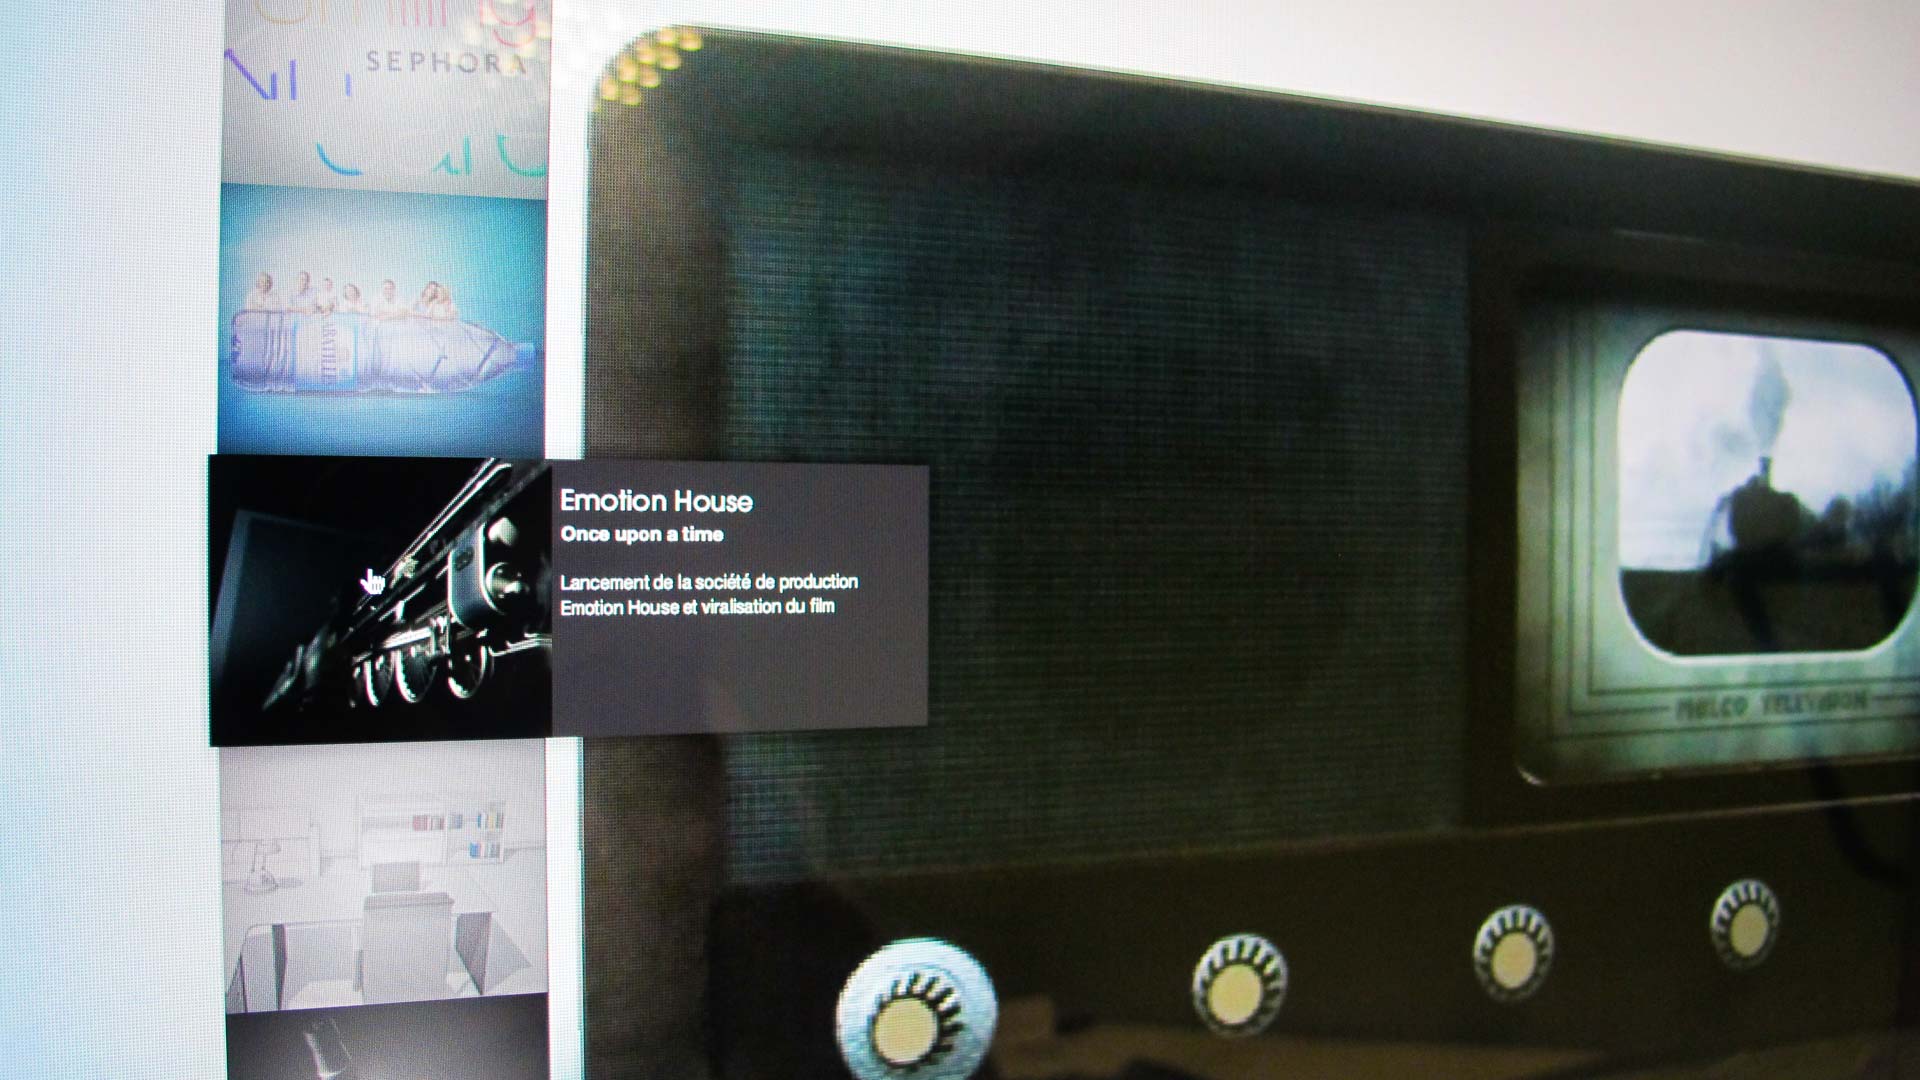 SEPHORA
Emotion House
Once upon a time
Lancement de la société de production
Emotion House et viralisation du film